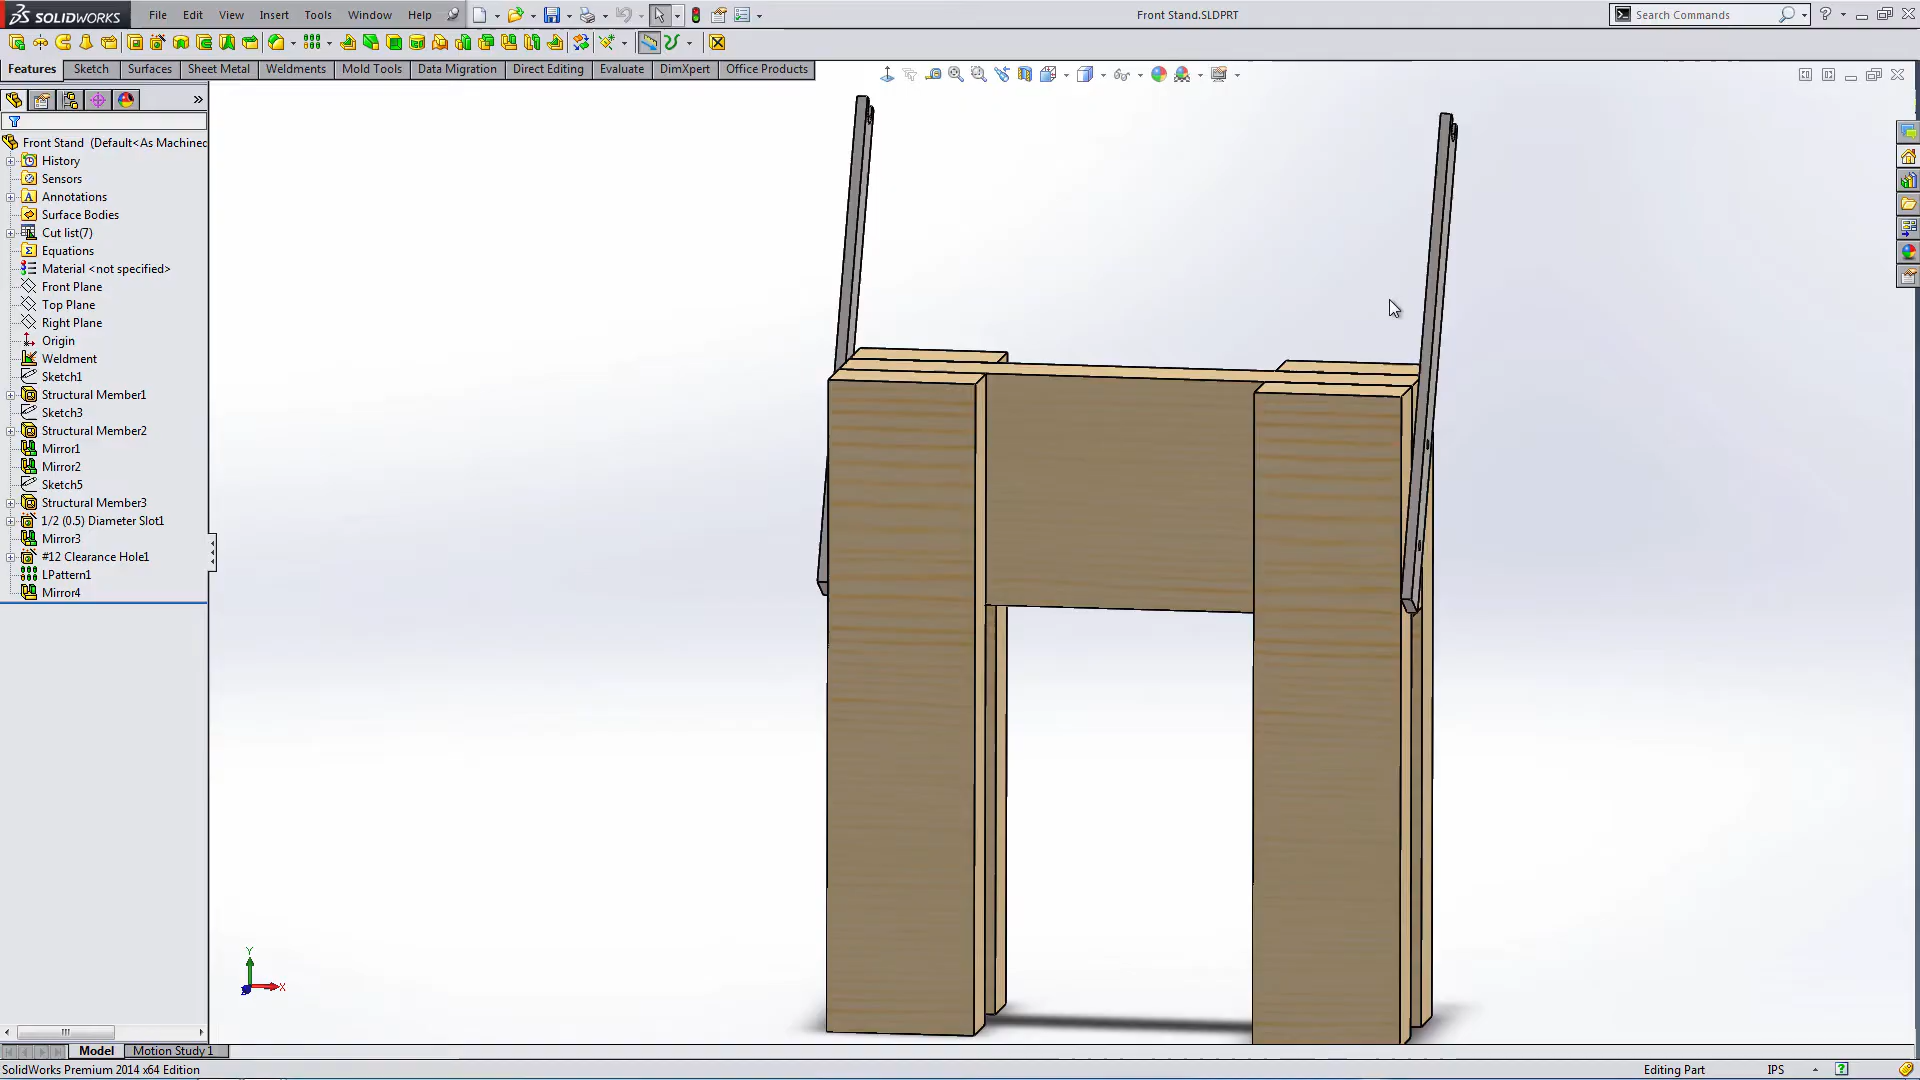 SOLIDWORKS File Edit View Insert Tools Window Help Front Stand.SLDPRT Search Commands
Features Sketch Surfaces Sheet Metal Weldments Mold Tools Data Migration Direct Editing Evaluate DimXpert Office Products
Front Stand (Default<As Machined
History
Sensors
Annotations
Surface Bodies
Cut list(7)
Equations
Material <not specified>
Front Plane
Top Plane
Right Plane
Origin
Weldment
Sketch1
Structural Member1
Sketch3
Structural Member2
Mirror1
Mirror2
Sketch5
Structural Member3
1/2 (0.5) Diameter Slot1
Mirror3
#12 Clearance Hole1
LPattern1
Mirror4
Y
X
Z
Model Motion Study 1
SolidWorks Premium 2014 x64 Edition Editing Part IPS